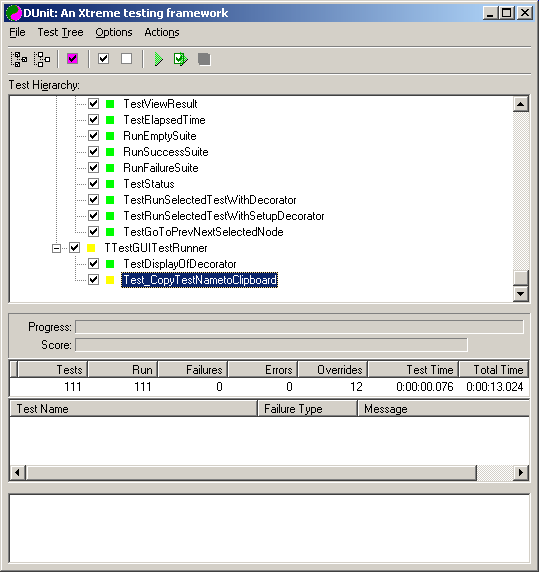 DUnit: An Xtreme testing framework
File Test Tree Options Actions
Test Hierarchy:
TestViewResult
TestElapsedTime
RunEmptySuite
RunSuccessSuite
RunFailureSuite
TestStatus
TestRunSelectedTestWithDecorator
TestRunSelectedTestWithSetupDecorator
TestGoToPrevNextSelectedNode
TTestGUITestRunner
TestDisplayOfDecorator
Test_CopyTestNametoClipboard
Progress:
Score:
Tests Run Failures Errors Overrides Test Time Total Time
111 111 0 0 12 0:00:00.076 0:00:13.024
Test Name Failure Type Message